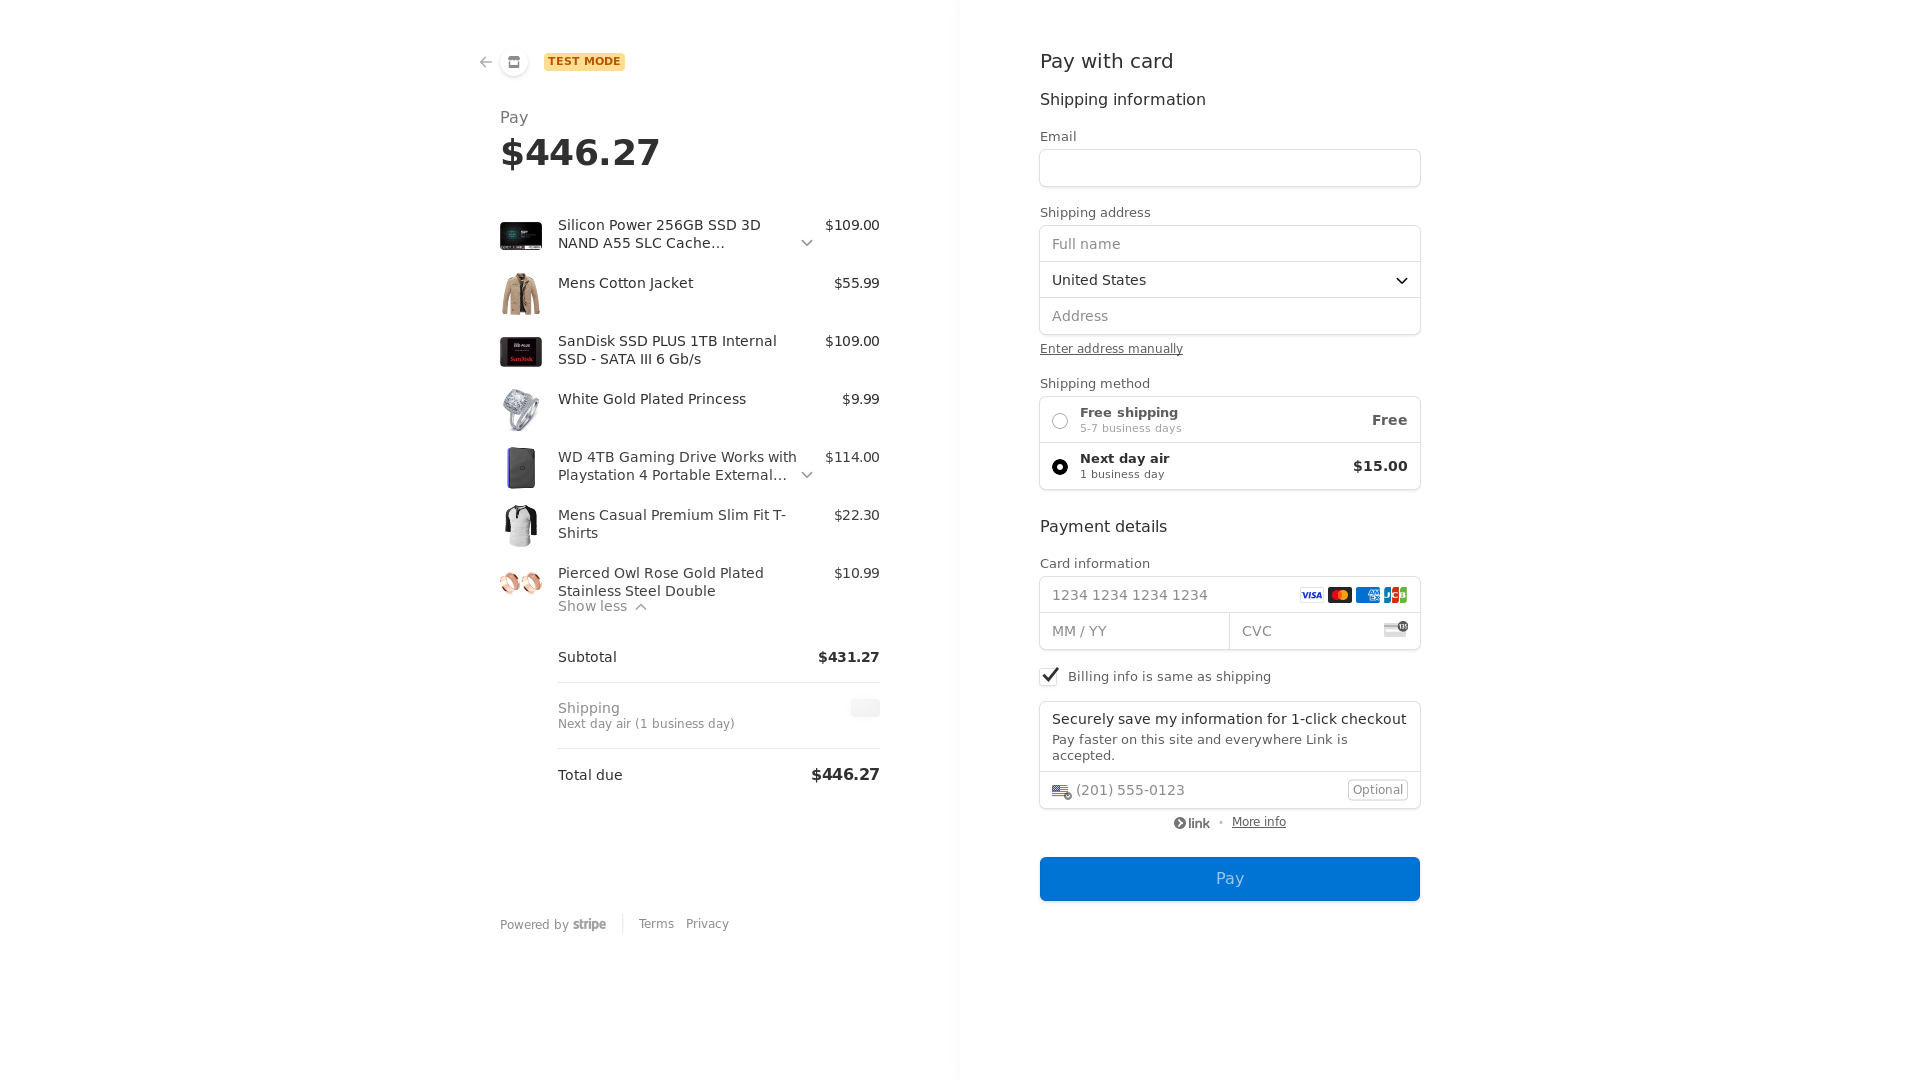 TEST MODE
Pay
$446.27
Silicon Power 256GB SSD 3D $109.00
NAND A55 SLC Cache...
Mens Cotton Jacket $55.99
SanDisk SSD PLUS 1TB Internal $109.00
SSD - SATA III 6 Gb/s
White Gold Plated Princess $9.99
WD 4TB Gaming Drive Works with $114.00
Playstation 4 Portable External...
Mens Casual Premium Slim Fit T- $22.30
Shirts
Pierced Owl Rose Gold Plated $10.99
Stainless Steel Double
Show less
Subtotal $431.27
Shipping
Next day air (1 business day)
Total due $446.27
Powered by stripe
Terms Privacy
Pay with card
Shipping information
Email
Shipping address
Full name
United States
Address
Enter address manually
Shipping method
Free shipping Free
5-7 business days
Next day air $15.00
1 business day
Payment details
Card information
1234 1234 1234 1234 VISA AMEX JCB
MM / YY CVC 135
Billing info is same as shipping
Securely save my information for 1-click checkout
Pay faster on this site and everywhere Link is
accepted.
(201) 555-0123 Optional
link • More info
Pay